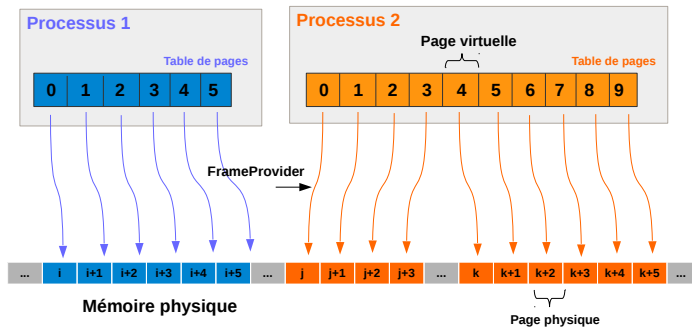 Processus 1
Processus 2
Page virtuelle
Table de pages
Table de pages
0 1 2 3 4 5
0 1 2 3 4 5 6 7 8 9
FrameProvider
... i i+1 i+2 i+3 i+4 i+5 ... j j+1 j+2 j+3 ... k k+1 k+2 k+3 k+4 k+5 ...
Mémoire physique
Page physique